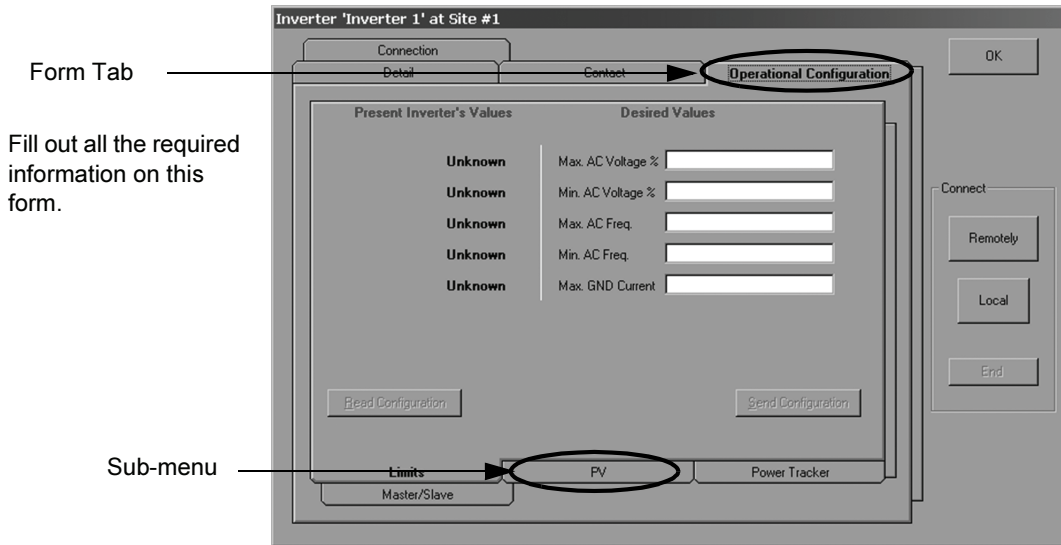 Inverter 'Inverter 1' at Site #1
Connection
OK
Form Tab
Detail
Contact
Operational Configuration
Present Inverter's Values
Desired Values
Fill out all the required
information on this
form.
Unknown
Max. AC Voltage %
Unknown
Min. AC Voltage %
Unknown
Max. AC Freq.
Unknown
Min. AC Freq.
Unknown
Max. GND Current
Connect
Remotely
Local
End
Read Configuration
Send Configuration
Sub-menu
Limits
PV
Power Tracker
Master/Slave